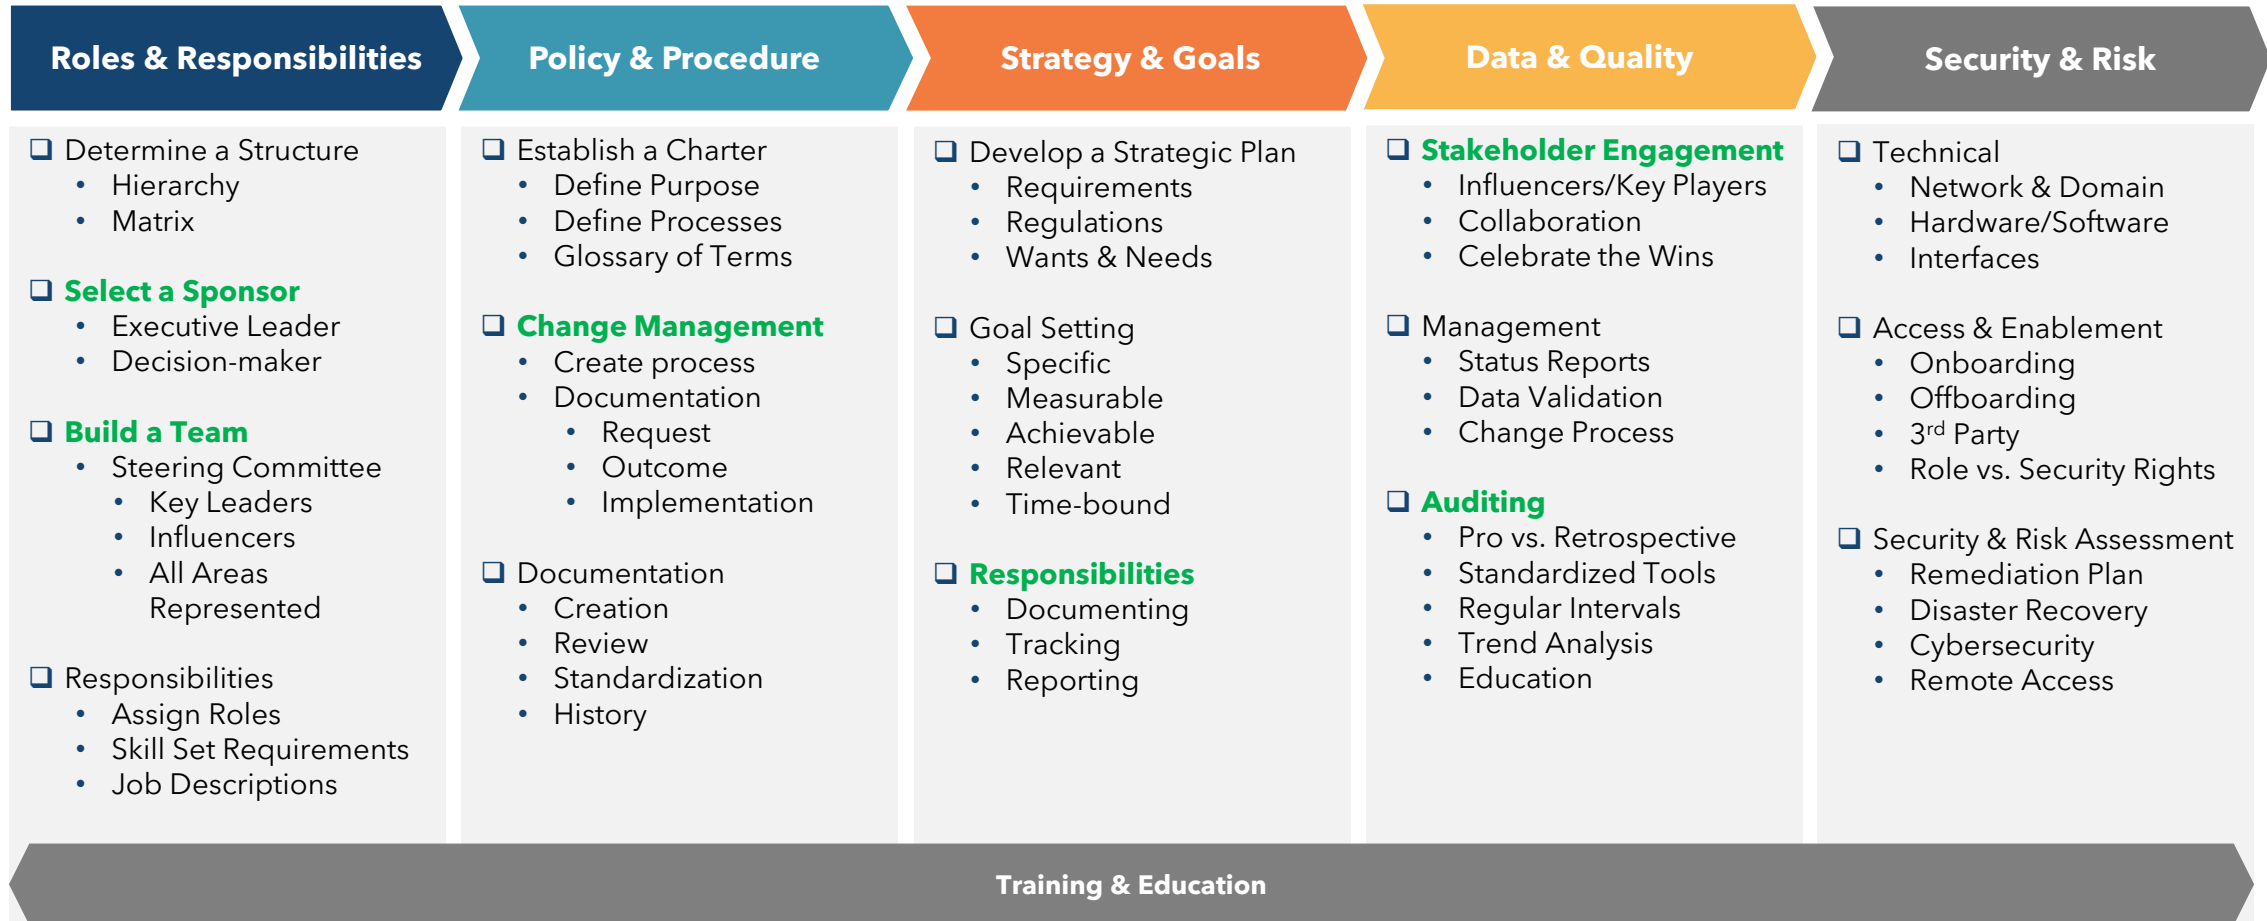 Roles & Responsibilities
Policy & Procedure
Strategy & Goals
Data & Quality
Security & Risk
❑ Determine a Structure
• Hierarchy
• Matrix
❑ Select a Sponsor
• Executive Leader
• Decision-maker
❑ Build a Team
• Steering Committee
• Key Leaders
• Influencers
• All Areas
Represented
❑ Responsibilities
• Assign Roles
• Skill Set Requirements
• Job Descriptions
❑ Establish a Charter
• Define Purpose
• Define Processes
• Glossary of Terms
❑ Change Management
• Create process
• Documentation
• Request
• Outcome
• Implementation
❑ Documentation
• Creation
• Review
• Standardization
• History
❑ Develop a Strategic Plan
• Requirements
• Regulations
• Wants & Needs
❑ Goal Setting
• Specific
• Measurable
• Achievable
• Relevant
• Time-bound
❑ Responsibilities
• Documenting
• Tracking
• Reporting
❑ Stakeholder Engagement
• Influencers/Key Players
• Collaboration
• Celebrate the Wins
❑ Management
• Status Reports
• Data Validation
• Change Process
❑ Auditing
• Pro vs. Retrospective
• Standardized Tools
• Regular Intervals
• Trend Analysis
• Education
❑ Technical
• Network & Domain
• Hardware/Software
• Interfaces
❑ Access & Enablement
• Onboarding
• Offboarding
• 3rd Party
• Role vs. Security Rights
❑ Security & Risk Assessment
• Remediation Plan
• Disaster Recovery
• Cybersecurity
• Remote Access
Training & Education